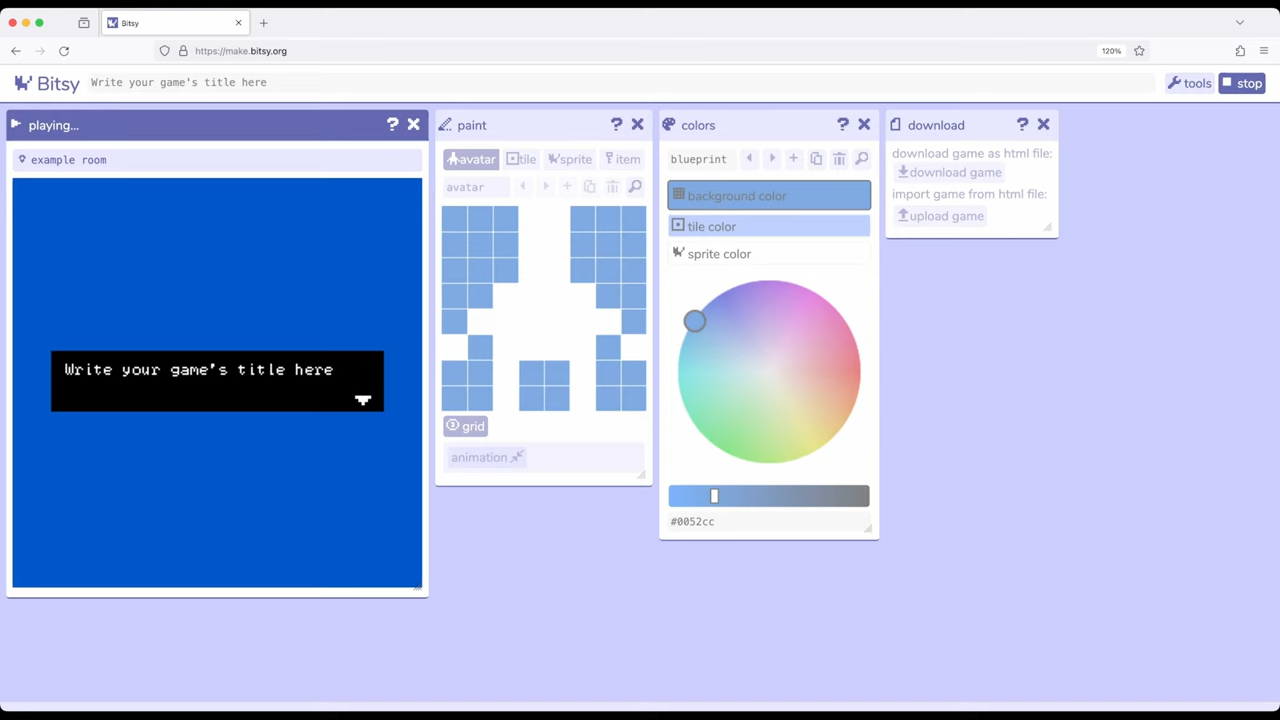 Bitsy
https://make.bitsy.org
120%
Bitsy
Write your game's title here
tools
stop
playing...
example room
Write your game's title here
paint
avatar
tile
sprite
item
avatar
grid
animation
colors
blueprint
background color
tile color
sprite color
#0052cc
download
download game as html file:
download game
import game from html file:
upload game